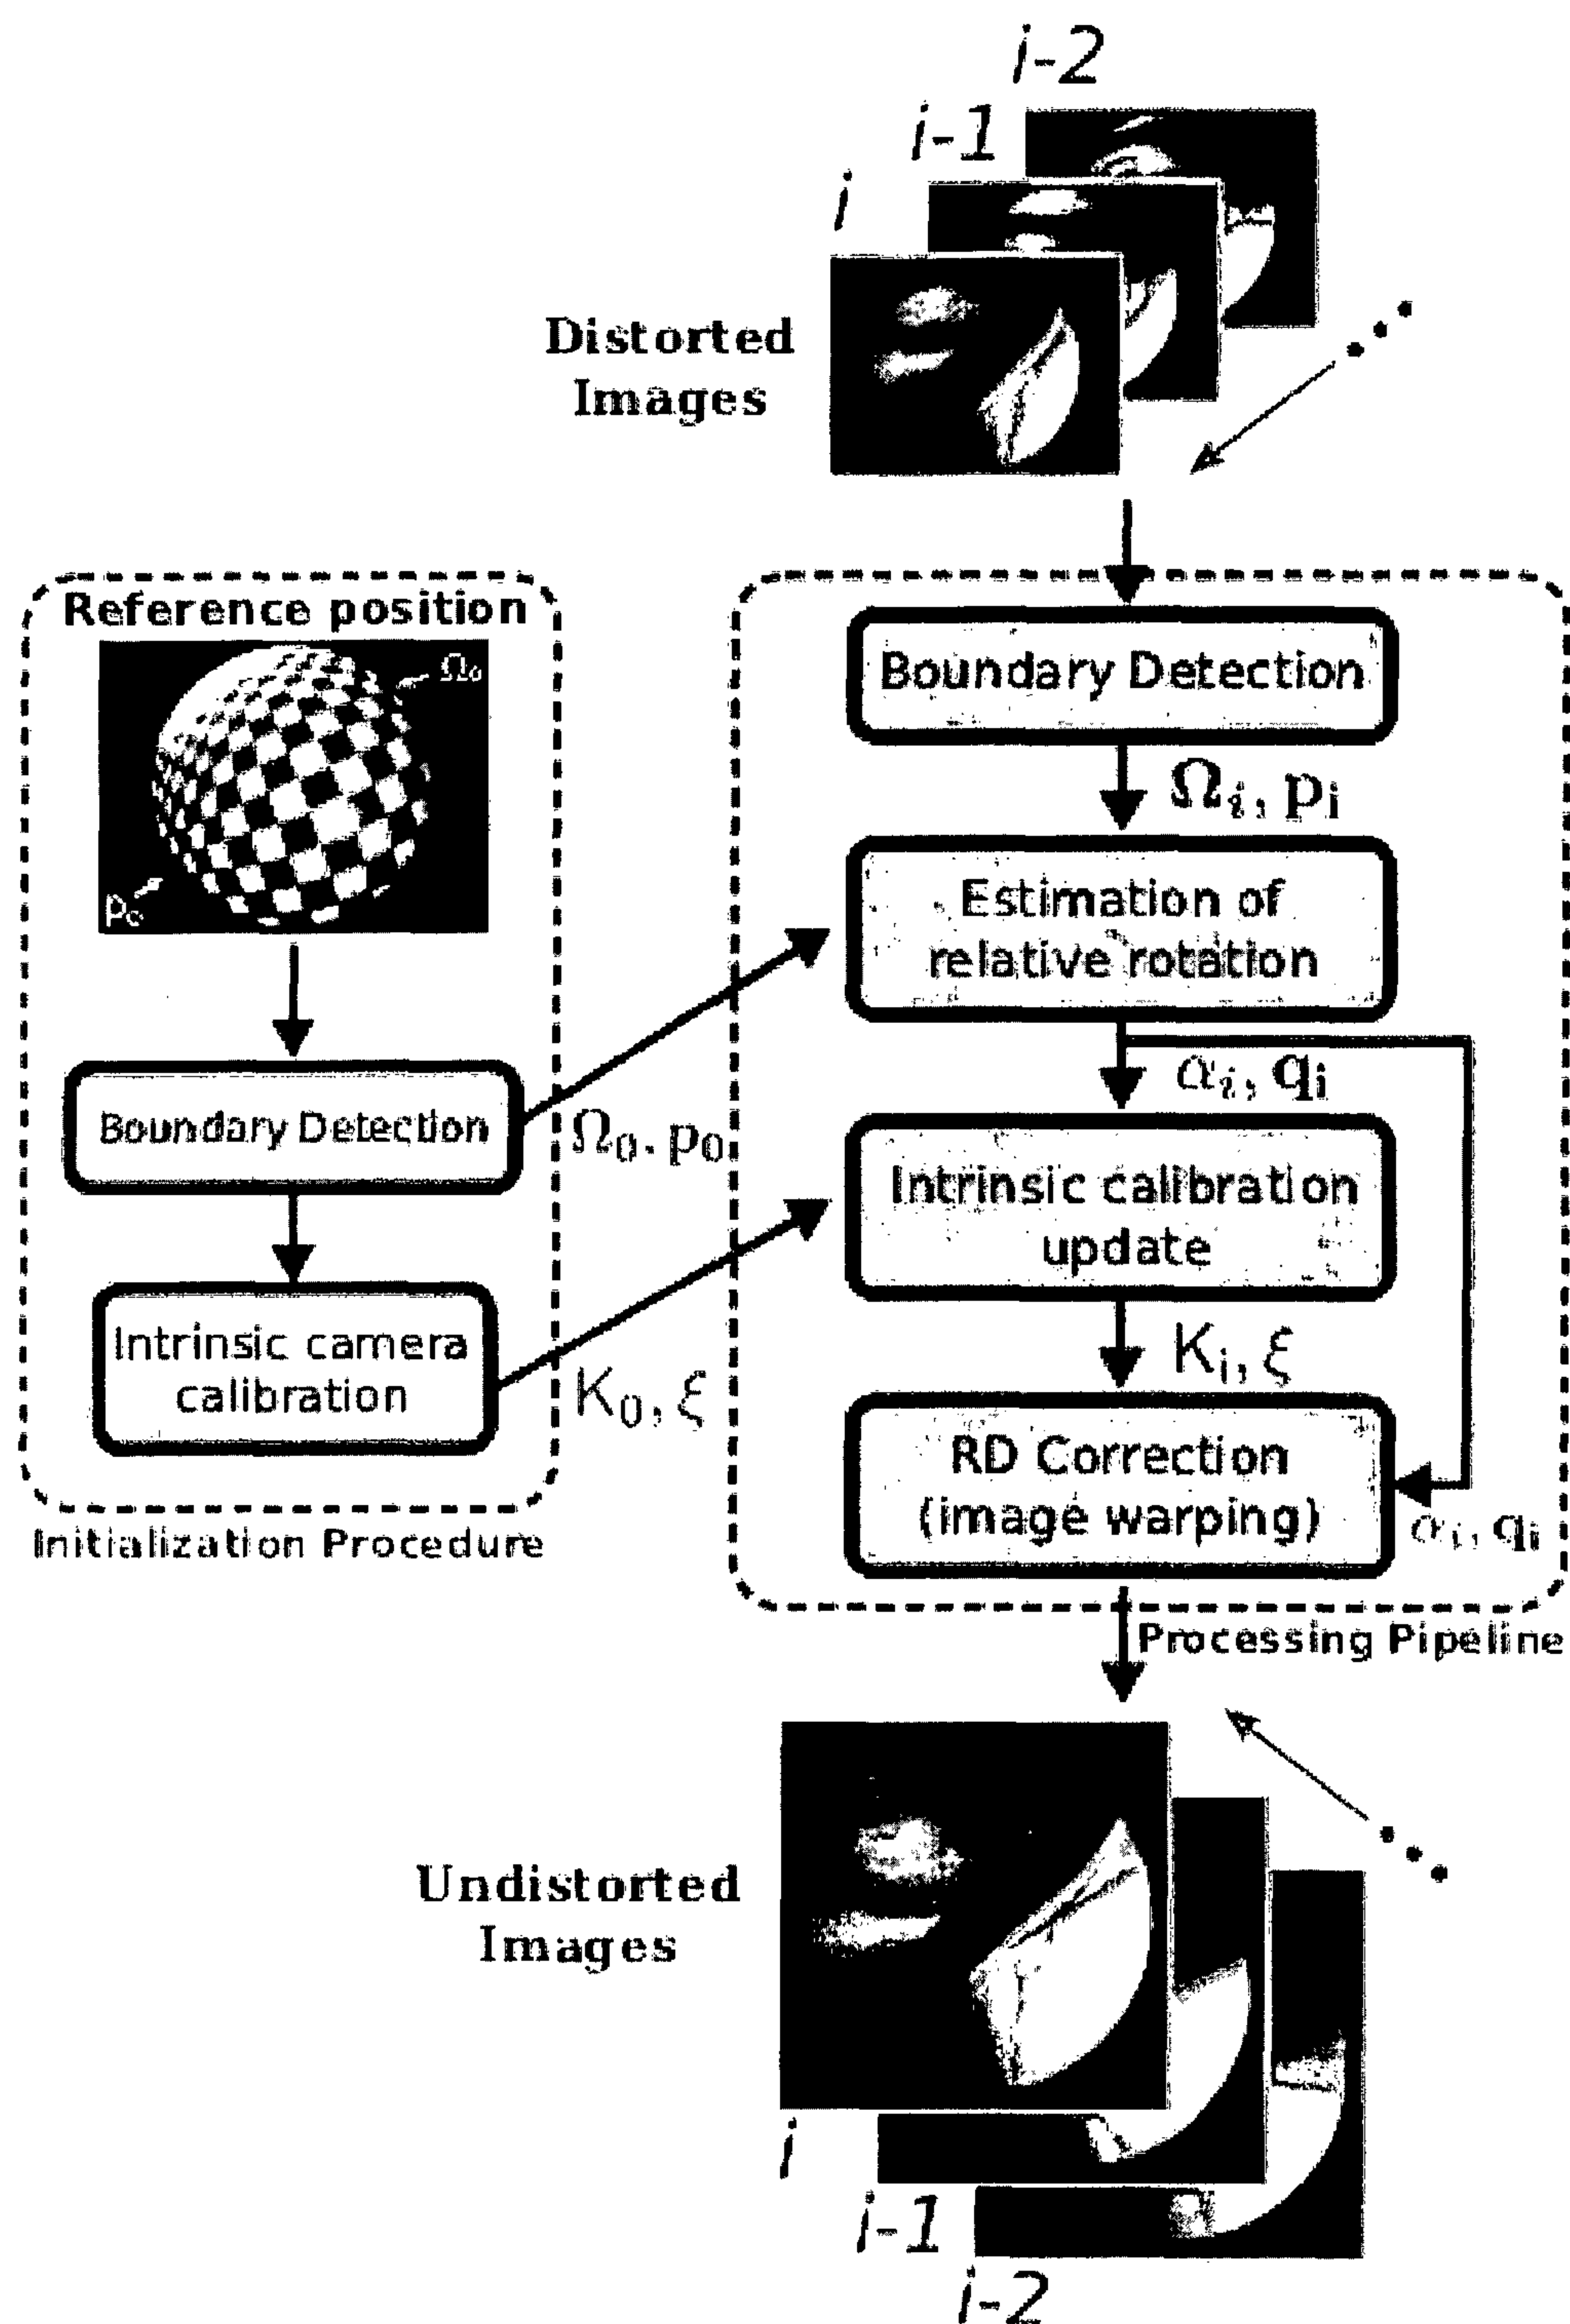 i-2
i-1
i
Distorted
Images
Reference position
Ω₀
p₀
Boundary Detection
Ω₀, p₀
Intrinsic camera
calibration
K₀, ξ
Initialization Procedure
Boundary Detection
Ωᵢ, pᵢ
Estimation of
relative rotation
αᵢ, qᵢ
Intrinsic calibration
update
Kᵢ, ξ
RD Correction
(image warping)
αᵢ, qᵢ
Processing Pipeline
Undistorted
Images
i
i-1
i-2